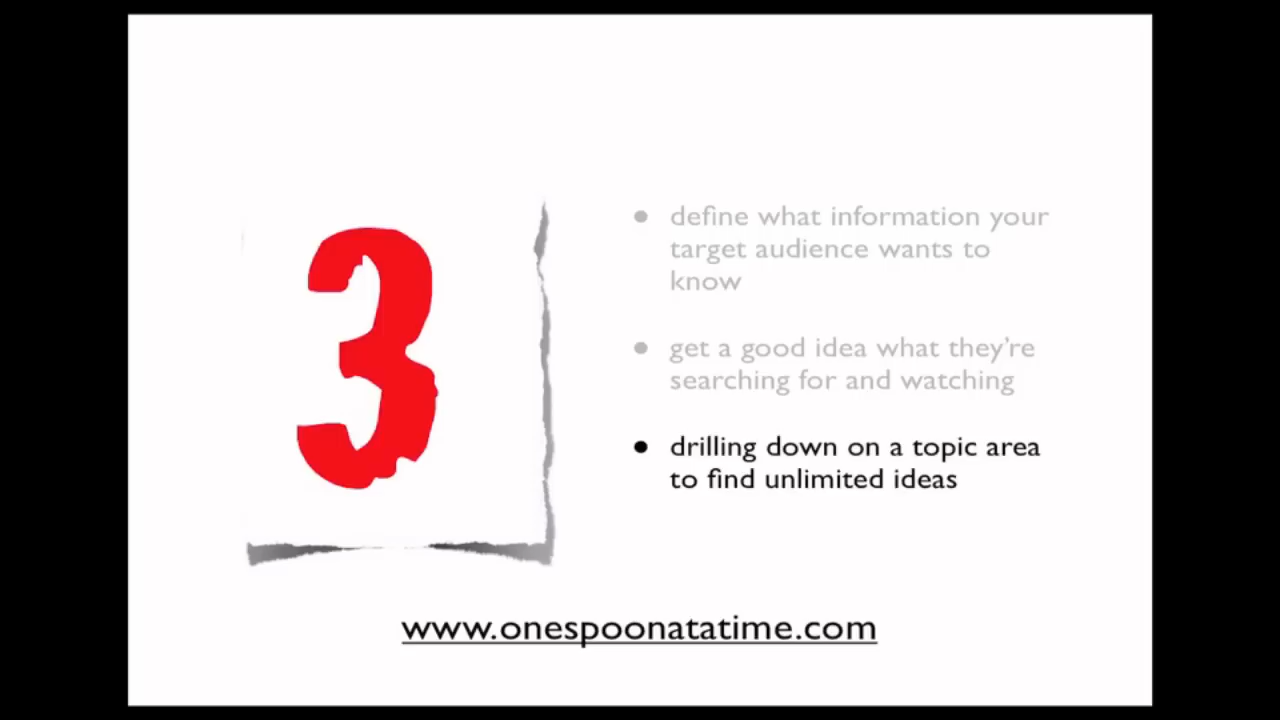 3
• define what information your
target audience wants to
know
• get a good idea what they're
searching for and watching
• drilling down on a topic area
to find unlimited ideas
www.onespoonatatime.com